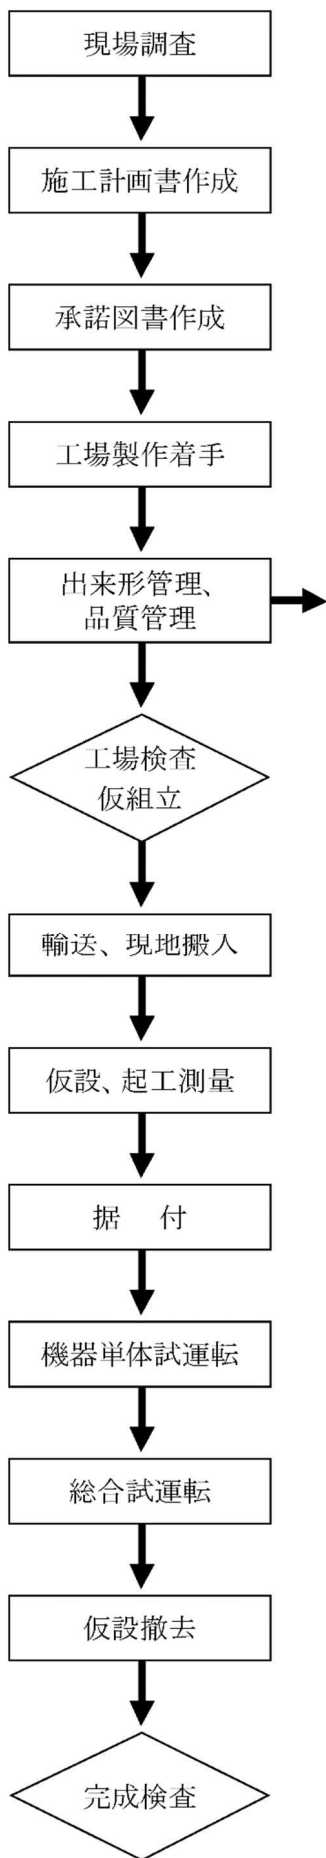 現場調査
施工計画書作成
承諾図書作成
工場製作着手
出来形管理、
品質管理
工場検査
仮組立
輸送、現地搬入
仮設、起工測量
据　付
機器単体試運転
総合試運転
仮設撤去
完成検査